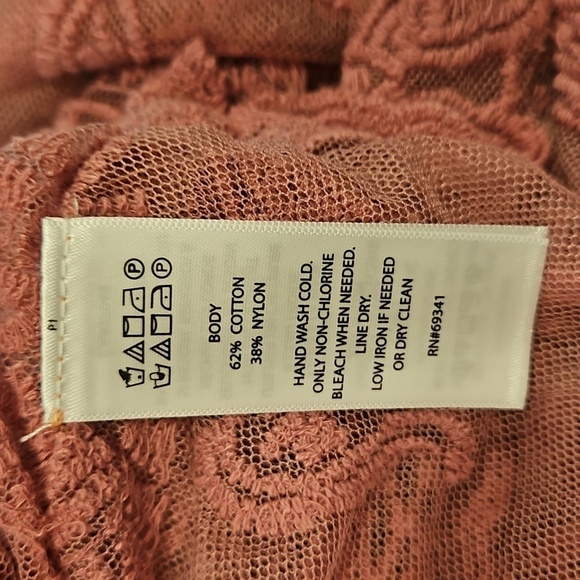 BODY
62% COTTON
38% NYLON
HAND WASH COLD.
ONLY NON-CHLORINE
BLEACH WHEN NEEDED.
LINE DRY.
LOW IRON IF NEEDED
OR DRY CLEAN
RN#69341
P
P
PI